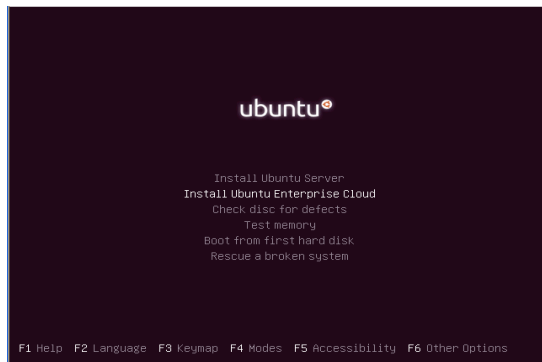 ubuntu
Install Ubuntu Server
Install Ubuntu Enterprise Cloud
Check disc for defects
Test memory
Boot from first hard disk
Rescue a broken system
F1 Help F2 Language F3 Keymap F4 Modes F5 Accessibility F6 Other Options